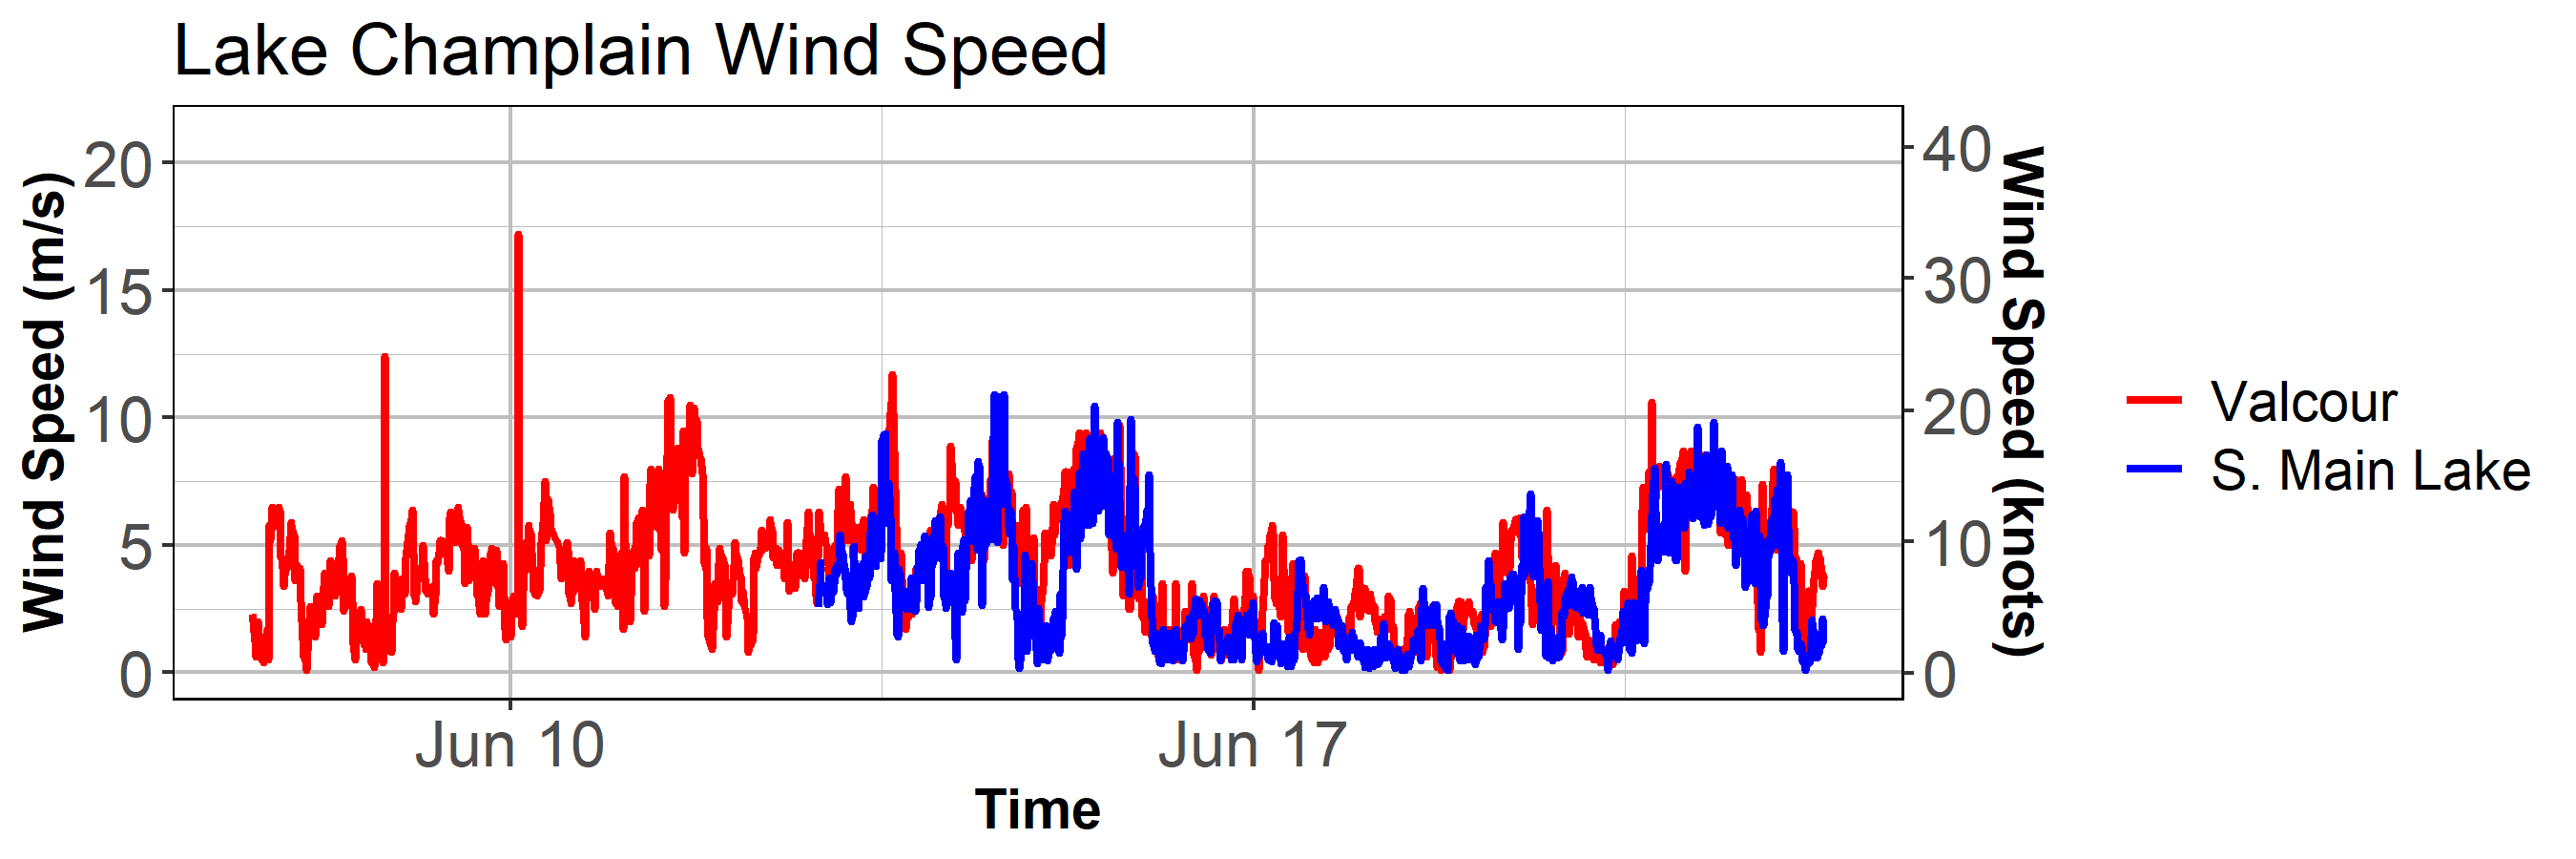 Lake Champlain Wind Speed
Wind Speed (m/s)
20
15
10
5
0
40
30
20
10
0
Wind Speed (knots)
Jun 10
Jun 17
Time
Valcour
S. Main Lake